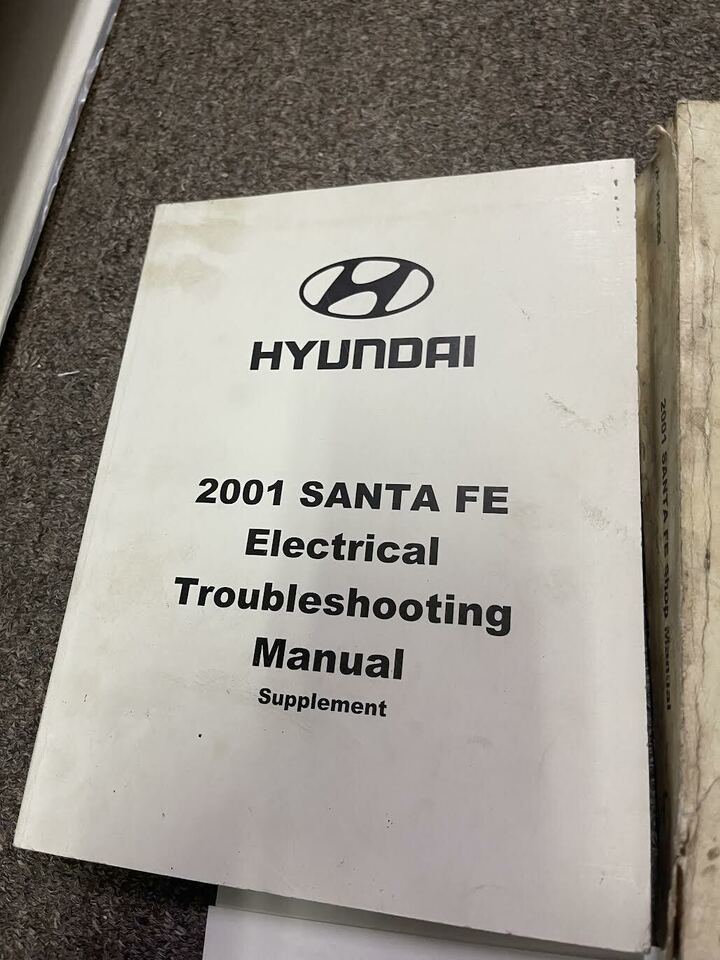 HYUNDAI
2001 SANTA FE
Electrical
Troubleshooting
Manual
Supplement
2001 SANTA FE Shop Manual